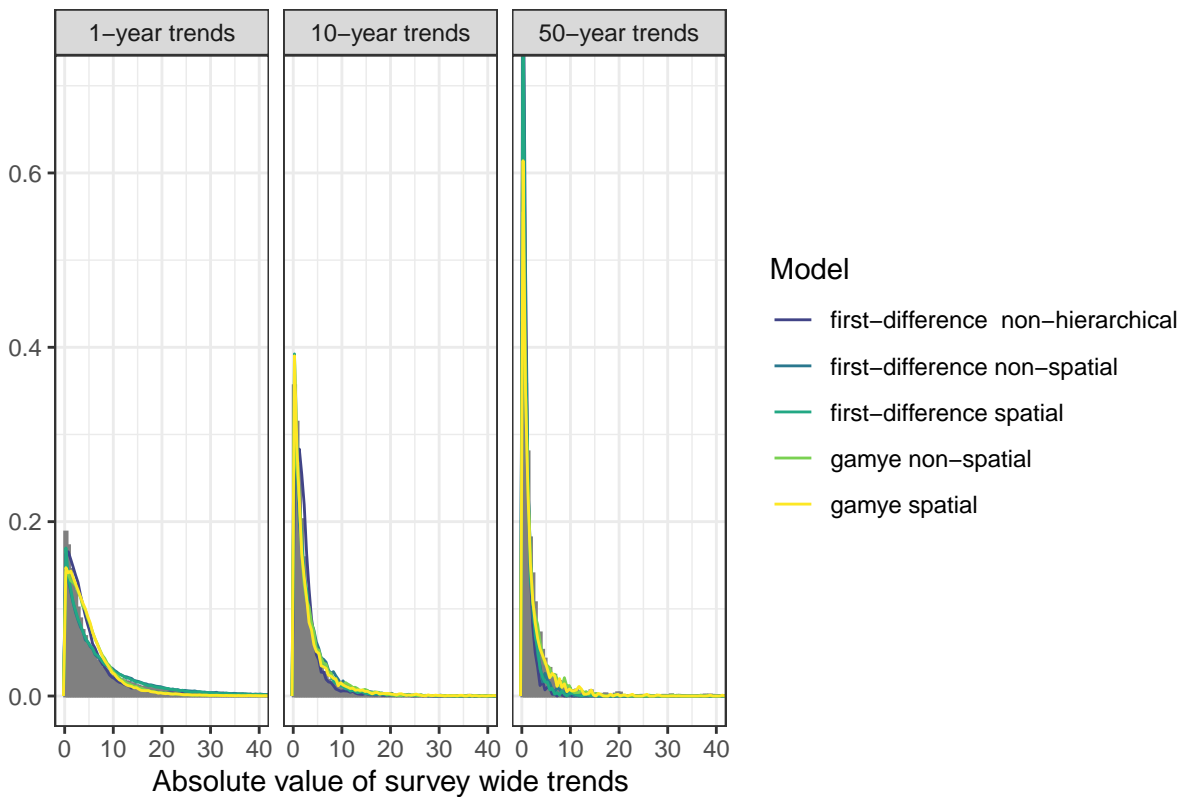 1−year trends 10−year trends 50−year trends
0.6
0.4
0.2
0.0
0 10 20 30 40 0 10 20 30 40 0 10 20 30 40
Absolute value of survey wide trends
Model
first−difference  non−hierarchical
first−difference non−spatial
first−difference spatial
gamye non−spatial
gamye spatial